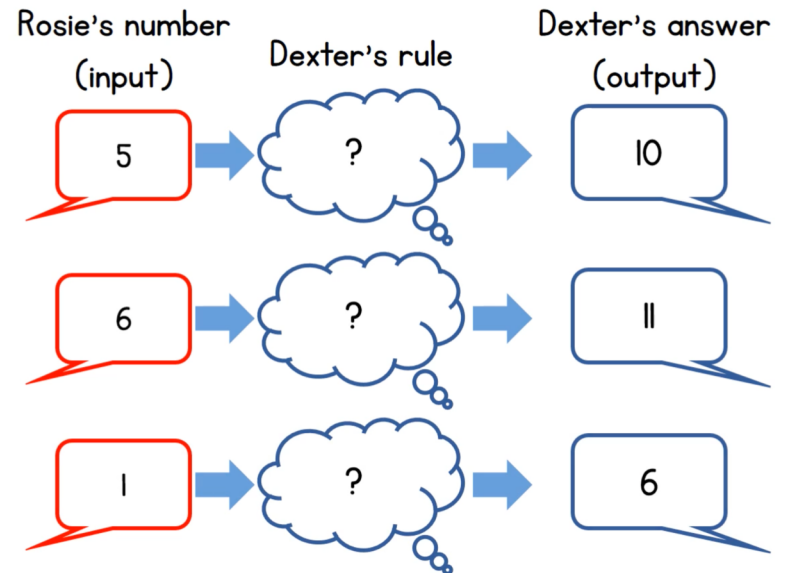 Rosie's number
(input)
Dexter's rule
Dexter's answer
(output)
5
?
10
6
?
11
1
?
6